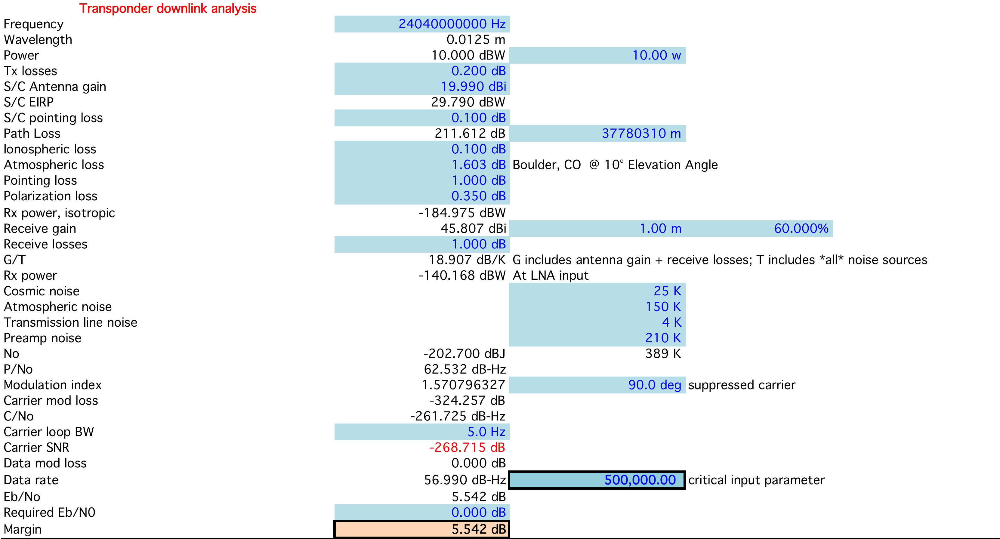 Transponder downlink analysis
Frequency 24040000000 Hz
Wavelength 0.0125 m
Power 10.000 dBW 10.00 w
Tx losses 0.200 dB
S/C Antenna gain 19.990 dBi
S/C EIRP 29.790 dBW
S/C pointing loss 0.100 dB
Path Loss 211.612 dB 37780310 m
Ionospheric loss 0.100 dB
Atmospheric loss 1.603 dB Boulder, CO @ 10° Elevation Angle
Pointing loss 1.000 dB
Polarization loss 0.350 dB
Rx power, isotropic -184.975 dBW
Receive gain 45.807 dBi 1.00 m 60.000%
Receive losses 1.000 dB
G/T 18.907 dB/K G includes antenna gain + receive losses; T includes *all* noise sources
Rx power -140.168 dBW At LNA input
Cosmic noise 25 K
Atmospheric noise 150 K
Transmission line noise 4 K
Preamp noise 210 K
No -202.700 dBJ 389 K
P/No 62.532 dB-Hz
Modulation index 1.570796327 90.0 deg suppressed carrier
Carrier mod loss -324.257 dB
C/No -261.725 dB-Hz
Carrier loop BW 5.0 Hz
Carrier SNR -268.715 dB
Data mod loss 0.000 dB
Data rate 56.990 dB-Hz 500,000.00 critical input parameter
Eb/No 5.542 dB
Required Eb/N0 0.000 dB
Margin 5.542 dB